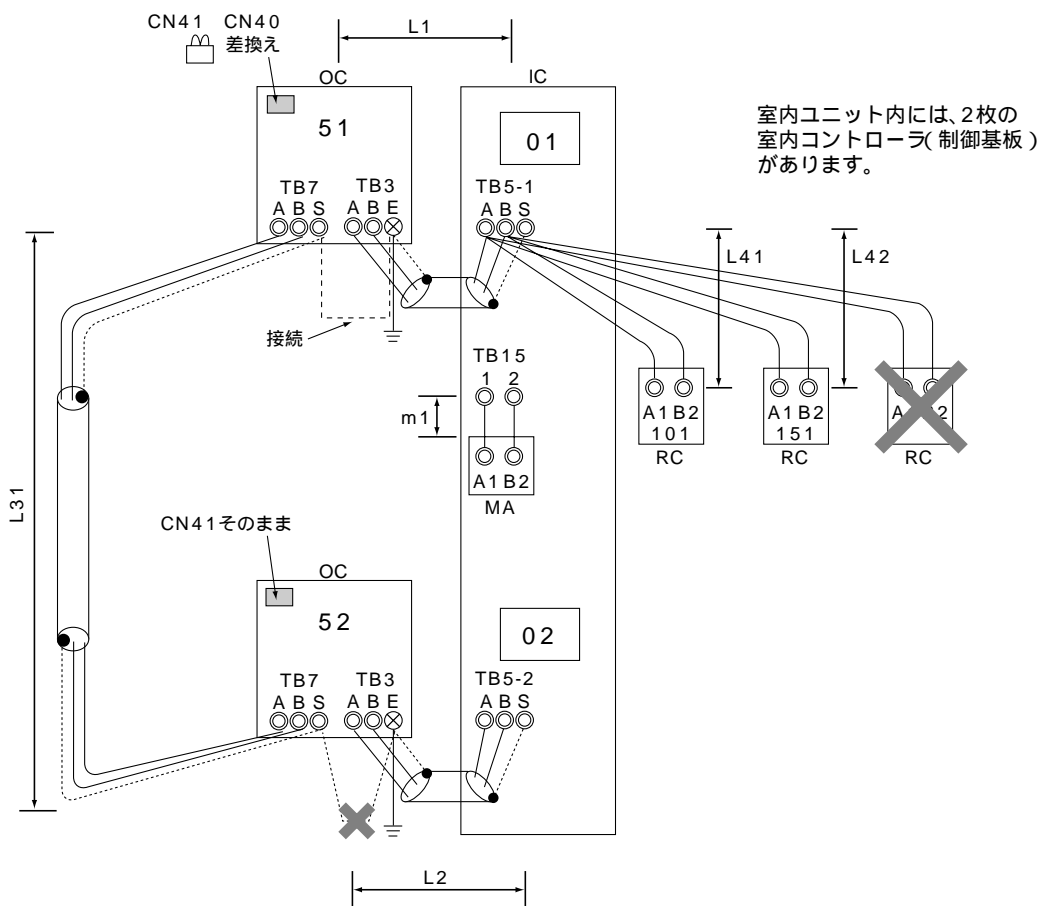 CN41 CN40
差換え
L1
OC
IC
51
01
室内ユニット内には、2枚の
室内コントローラ(制御基板)
があります。
TB7 TB3
A B S A B E
TB5-1
A B S
L41
L42
接続
TB15
1 2
m1
A1 B2
MA
A1 B2
101
RC
A1 B2
151
RC
RC
L31
CN41そのまま
OC
52
02
TB7 TB3
A B S A B E
TB5-2
A B S
L2